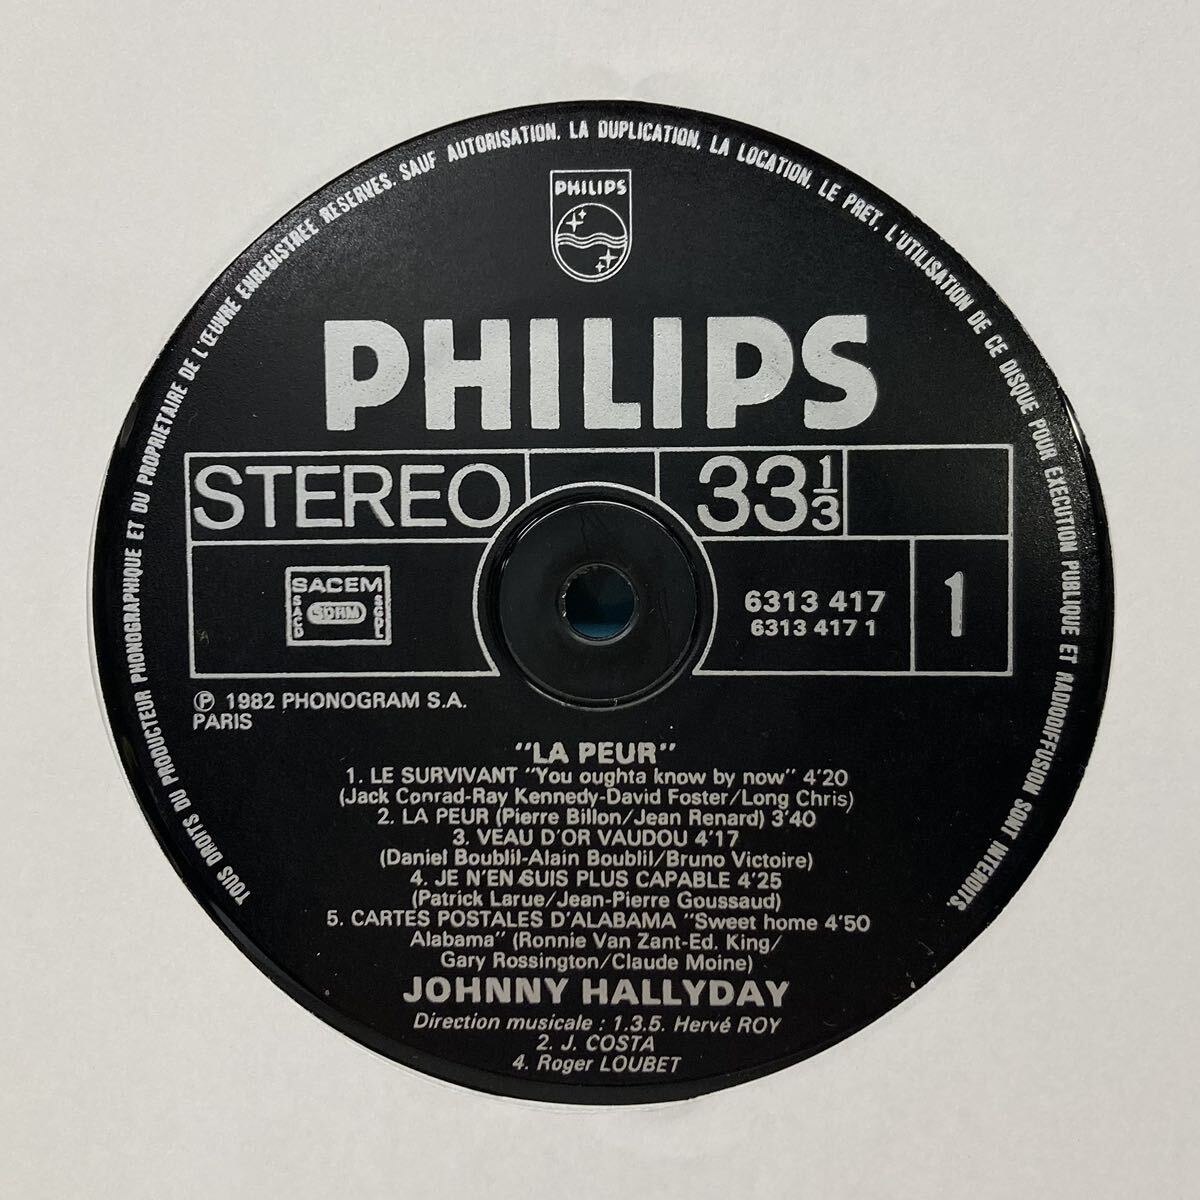 TOUS DROITS DU PRODUCTEUR PHONOGRAPHIQUE ET DU PROPRIETAIRE DE L'ŒUVRE ENREGISTREE RESERVES. SAUF AUTORISATION, LA DUPLICATION, LA LOCATION, LE PRET, L'UTILISATION DE CE DISQUE POUR EXECUTION PUBLIQUE ET RADIODIFFUSION SONT INTERDITS.
PHILIPS
PHILIPS
STEREO
33 1/3
SACEM
SACD
SDRM
SGDL
6313 417
6313 417 1
1
Ⓟ 1982 PHONOGRAM S.A.
PARIS
"LA PEUR"
1. LE SURVIVANT "You oughta know by now" 4'20
(Jack Conrad-Ray Kennedy-David Foster/Long Chris)
2. LA PEUR (Pierre Billon/Jean Renard) 3'40
3. VEAU D'OR VAUDOU 4'17
(Daniel Boublil-Alain Boublil/Bruno Victoire)
4. JE N'EN SUIS PLUS CAPABLE 4'25
(Patrick Larue/Jean-Pierre Goussaud)
5. CARTES POSTALES D'ALABAMA "Sweet home 4'50
Alabama" (Ronnie Van Zant-Ed. King/
Gary Rossington/Claude Moine)
JOHNNY HALLYDAY
Direction musicale : 1.3.5. Hervé ROY
2. J. COSTA
4. Roger LOUBET